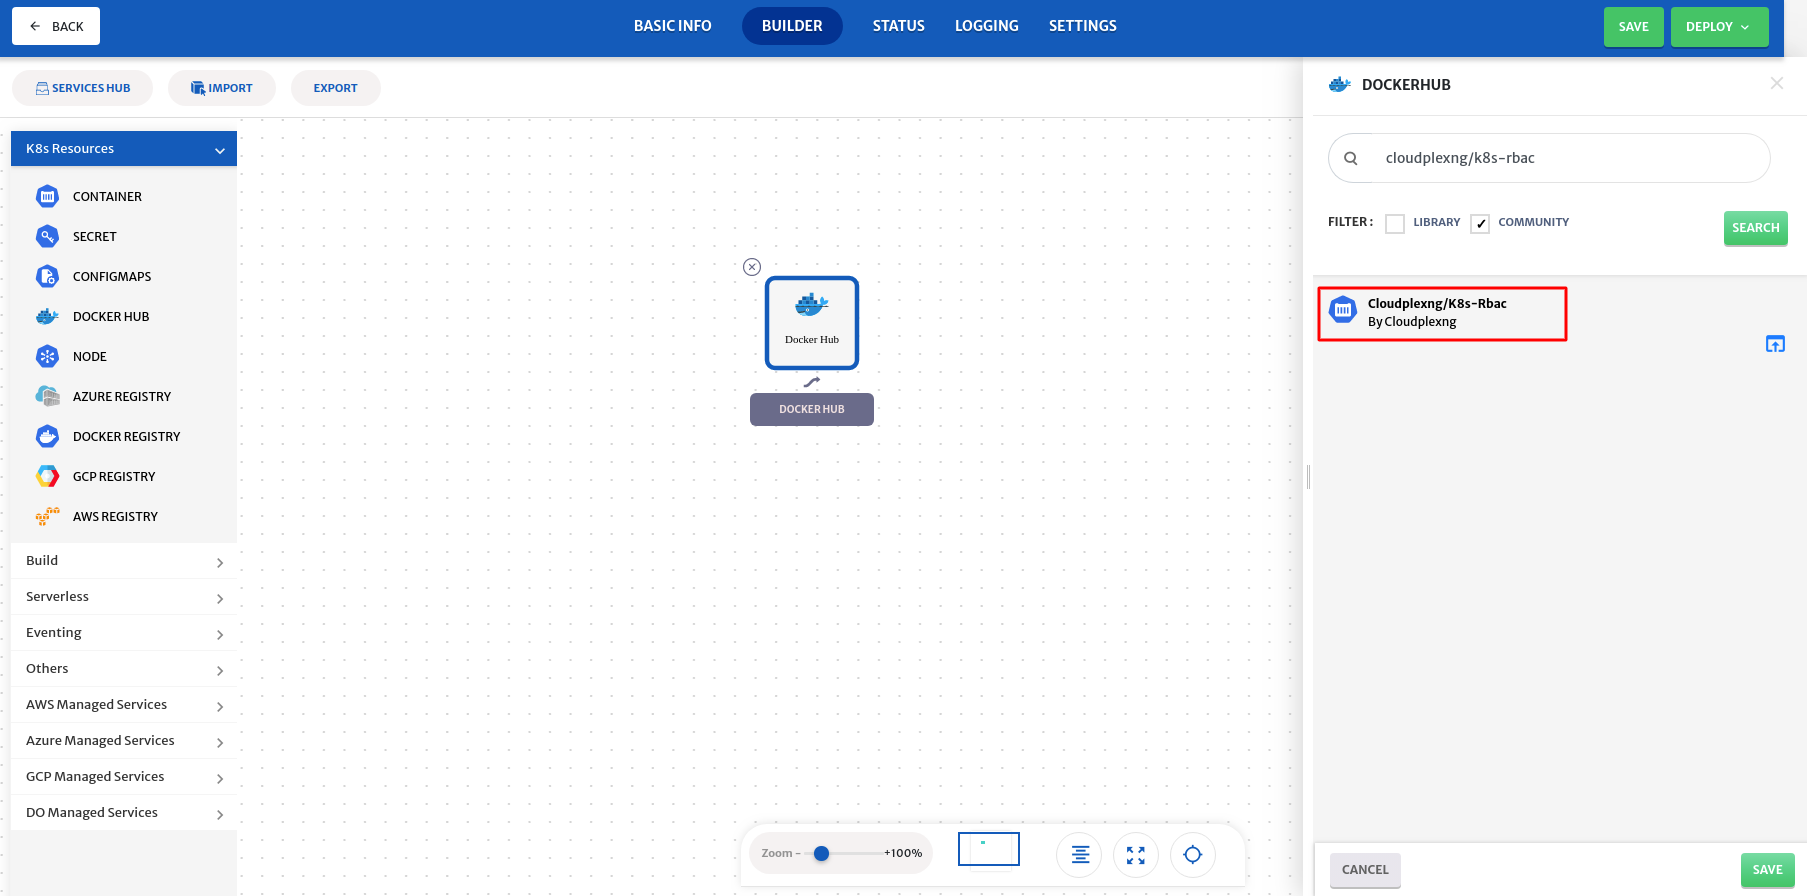 BACK
BASIC INFO
BUILDER
STATUS
LOGGING
SETTINGS
SAVE
DEPLOY
SERVICES HUB
IMPORT
EXPORT
K8s Resources
CONTAINER
SECRET
CONFIGMAPS
DOCKER HUB
NODE
AZURE REGISTRY
DOCKER REGISTRY
GCP REGISTRY
AWS REGISTRY
Build
Serverless
Eventing
Others
AWS Managed Services
Azure Managed Services
GCP Managed Services
DO Managed Services
Docker Hub
DOCKER HUB
Zoom -
+100%
DOCKERHUB
cloudplexng/k8s-rbac
FILTER :
LIBRARY
COMMUNITY
SEARCH
Cloudplexng/K8s-Rbac
By Cloudplexng
CANCEL
SAVE